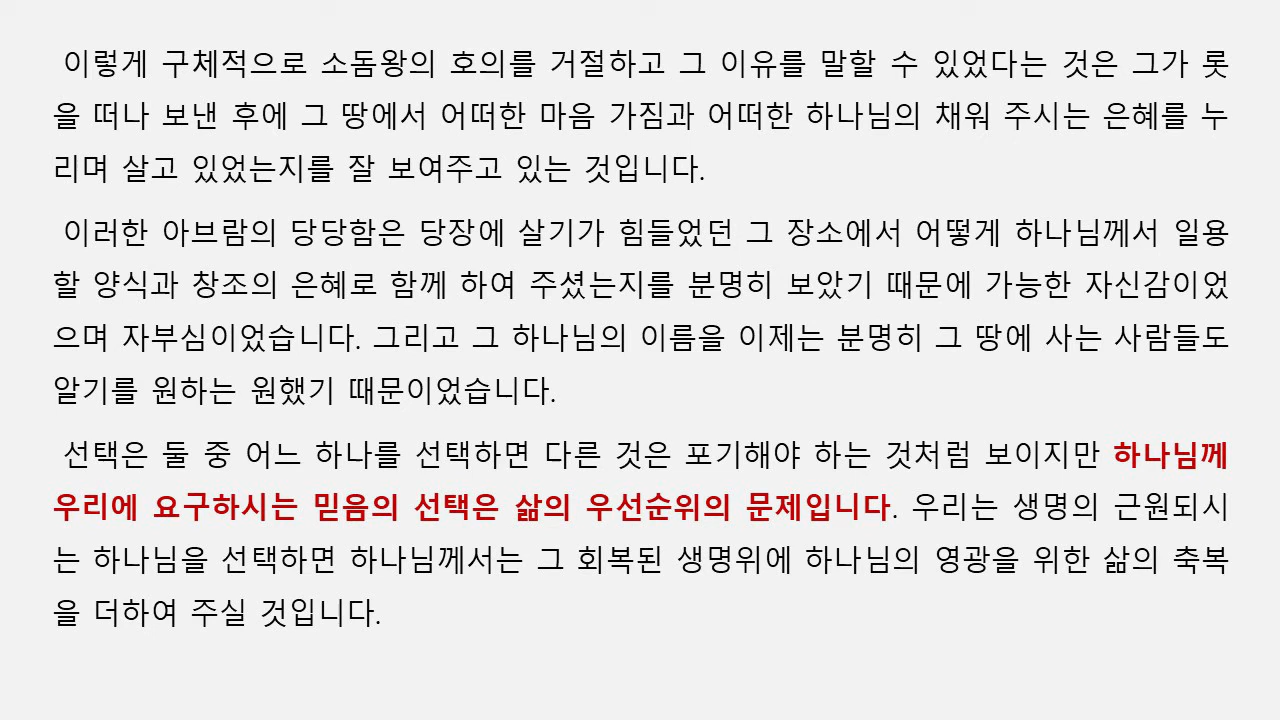 이렇게 구체적으로 소돔왕의 호의를 거절하고 그 이유를 말할 수 있었다는 것은 그가 롯
을 떠나 보낸 후에 그 땅에서 어떠한 마음 가짐과 어떠한 하나님의 채워 주시는 은혜를 누
리며 살고 있었는지를 잘 보여주고 있는 것입니다.
이러한 아브람의 당당함은 당장에 살기가 힘들었던 그 장소에서 어떻게 하나님께서 일용
할 양식과 창조의 은혜로 함께 하여 주셨는지를 분명히 보았기 때문에 가능한 자신감이었
으며 자부심이었습니다. 그리고 그 하나님의 이름을 이제는 분명히 그 땅에 사는 사람들도
알기를 원하는 원했기 때문이었습니다.
선택은 둘 중 어느 하나를 선택하면 다른 것은 포기해야 하는 것처럼 보이지만 하나님께
우리에 요구하시는 믿음의 선택은 삶의 우선순위의 문제입니다. 우리는 생명의 근원되시
는 하나님을 선택하면 하나님께서는 그 회복된 생명위에 하나님의 영광을 위한 삶의 축복
을 더하여 주실 것입니다.